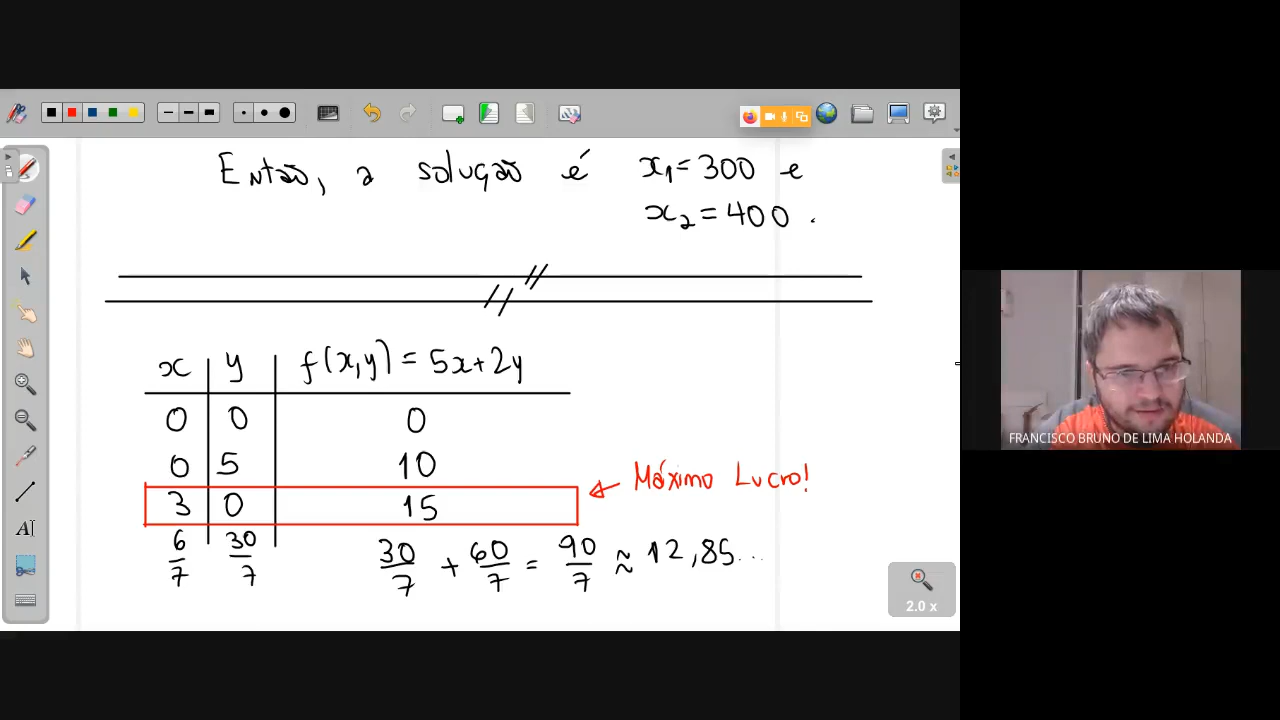 Então, a solução é x₁ = 300 e
x₂ = 400 .
x y f(x,y) = 5x+2y
0 0 0
0 5 10
3 0 15 ← Máximo Lucro!
6/7 30/7 30/7 + 60/7 = 90/7 ≈ 12,85...
2.0 x
FRANCISCO BRUNO DE LIMA HOLANDA